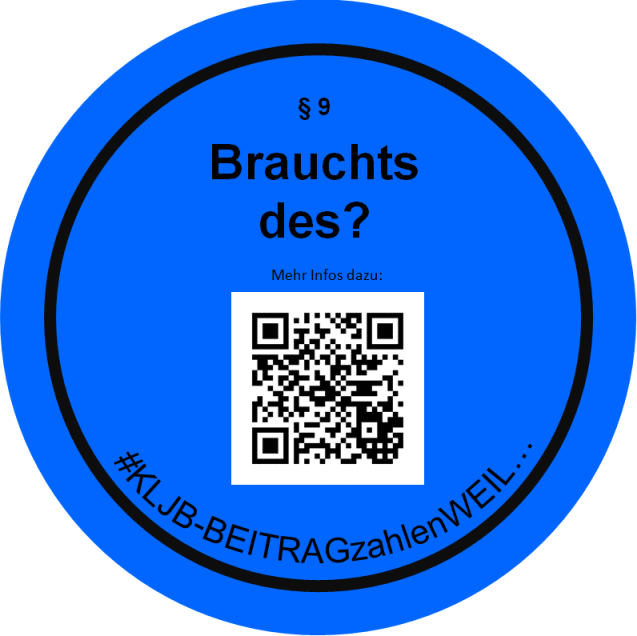 § 9
Brauchts
des?
Mehr Infos dazu:
#KLJB-BEITRAGzahlenWEIL...